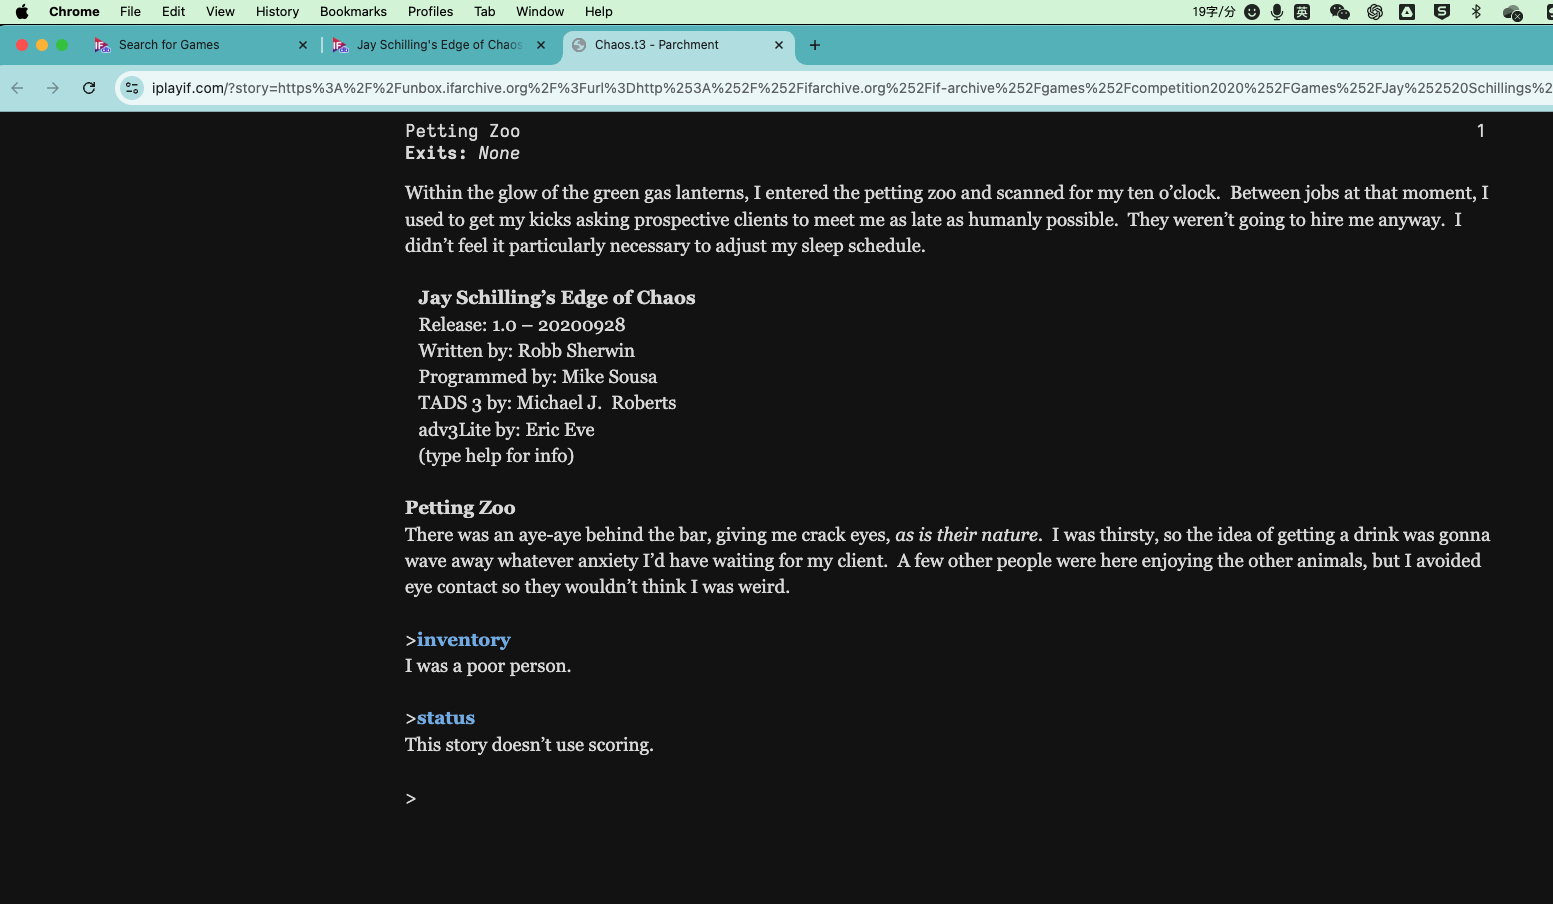 Chrome File Edit View History Bookmarks Profiles Tab Window Help 19字/分 英
Search for Games Jay Schilling's Edge of Chaos Chaos.t3 - Parchment
iplayif.com/?story=https%3A%2F%2Funbox.ifarchive.org%2F%3Furl%3Dhttp%253A%252F%252Fifarchive.org%252Fif-archive%252Fgames%252Fcompetition2020%252FGames%252FJay%252520Schillings%2
Petting Zoo 1
Exits: None
Within the glow of the green gas lanterns, I entered the petting zoo and scanned for my ten o’clock. Between jobs at that moment, I
used to get my kicks asking prospective clients to meet me as late as humanly possible. They weren’t going to hire me anyway. I
didn’t feel it particularly necessary to adjust my sleep schedule.
Jay Schilling’s Edge of Chaos
Release: 1.0 – 20200928
Written by: Robb Sherwin
Programmed by: Mike Sousa
TADS 3 by: Michael J. Roberts
adv3Lite by: Eric Eve
(type help for info)
Petting Zoo
There was an aye-aye behind the bar, giving me crack eyes, as is their nature. I was thirsty, so the idea of getting a drink was gonna
wave away whatever anxiety I’d have waiting for my client. A few other people were here enjoying the other animals, but I avoided
eye contact so they wouldn’t think I was weird.
>inventory
I was a poor person.
>status
This story doesn’t use scoring.
>